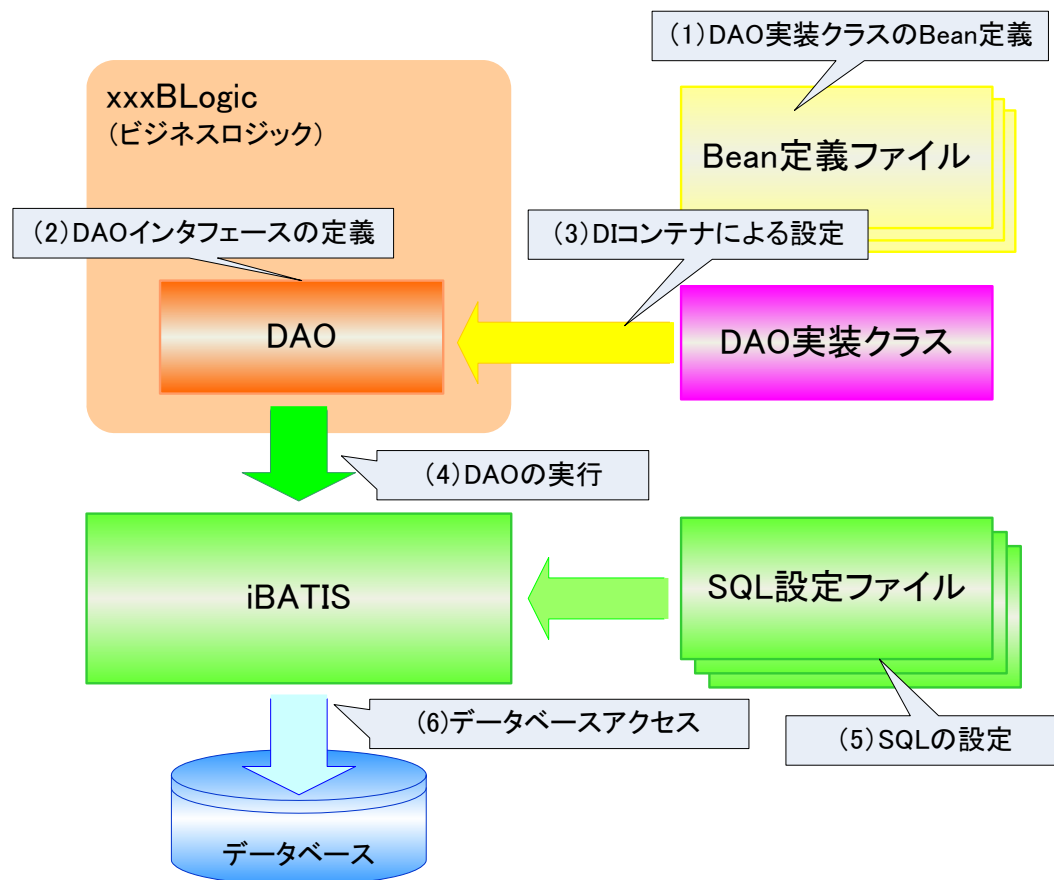 (1)DAO実装クラスのBean定義
xxxBLogic
(ビジネスロジック)
Bean定義ファイル
(2)DAOインタフェースの定義
(3)DIコンテナによる設定
DAO
DAO実装クラス
(4)DAOの実行
iBATIS
SQL設定ファイル
(6)データベースアクセス
(5)SQLの設定
データベース